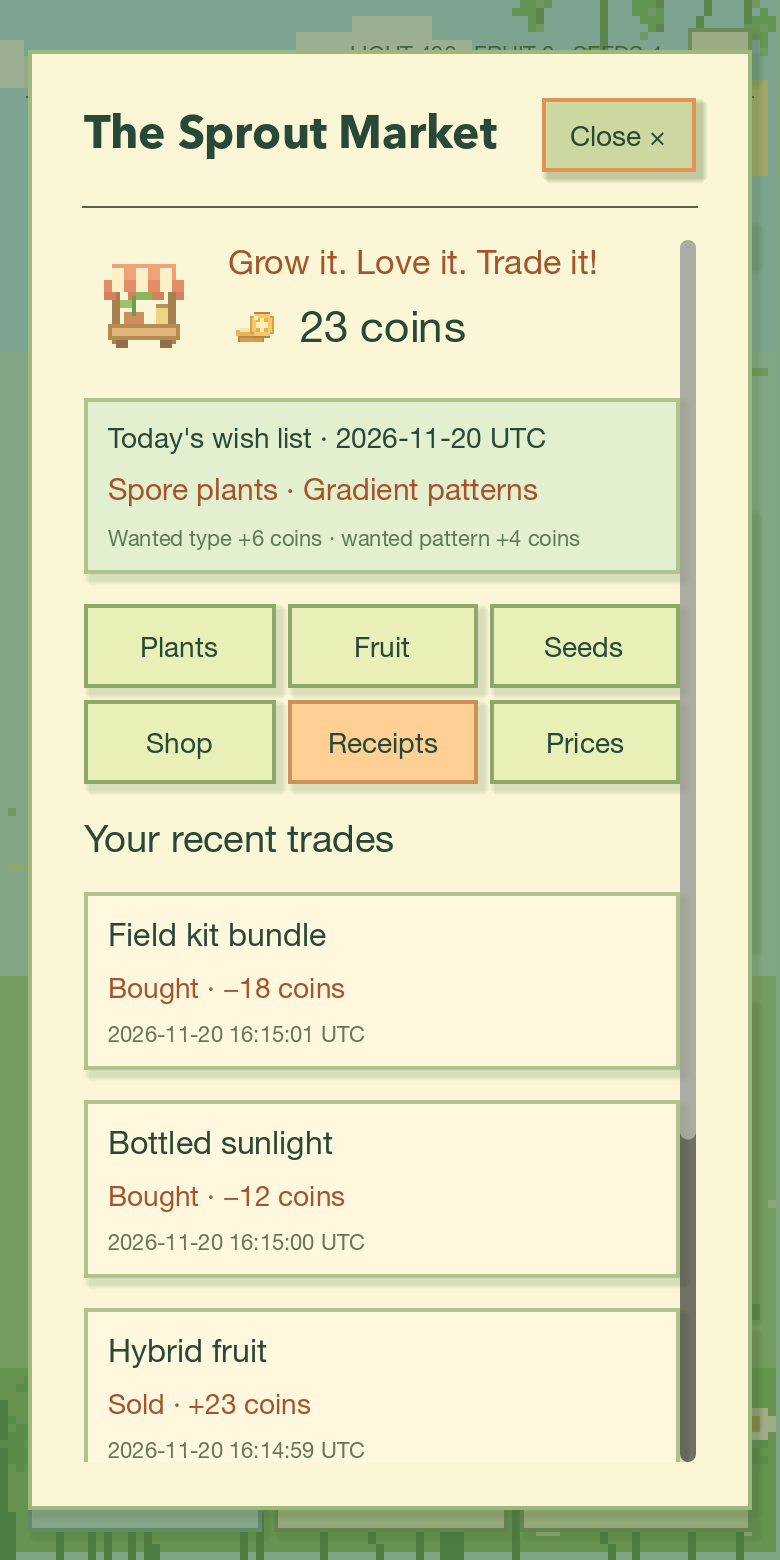 The Sprout Market
Close ×
Grow it. Love it. Trade it!
23 coins
Today's wish list · 2026-11-20 UTC
Spore plants · Gradient patterns
Wanted type +6 coins · wanted pattern +4 coins
Plants
Fruit
Seeds
Shop
Receipts
Prices
Your recent trades
Field kit bundle
Bought · −18 coins
2026-11-20 16:15:01 UTC
Bottled sunlight
Bought · −12 coins
2026-11-20 16:15:00 UTC
Hybrid fruit
Sold · +23 coins
2026-11-20 16:14:59 UTC